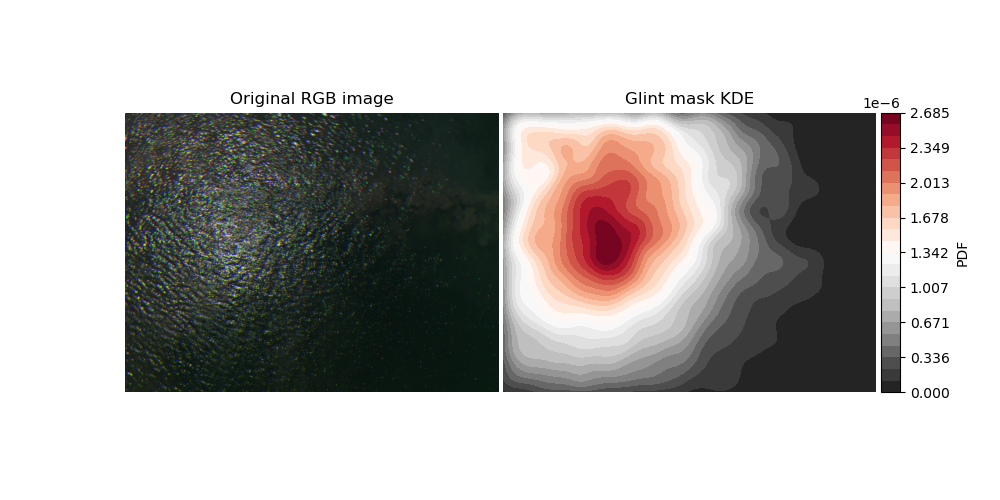 Original RGB image
Glint mask KDE
1e−6
2.685
2.349
2.013
1.678
1.342
1.007
0.671
0.336
0.000
PDF